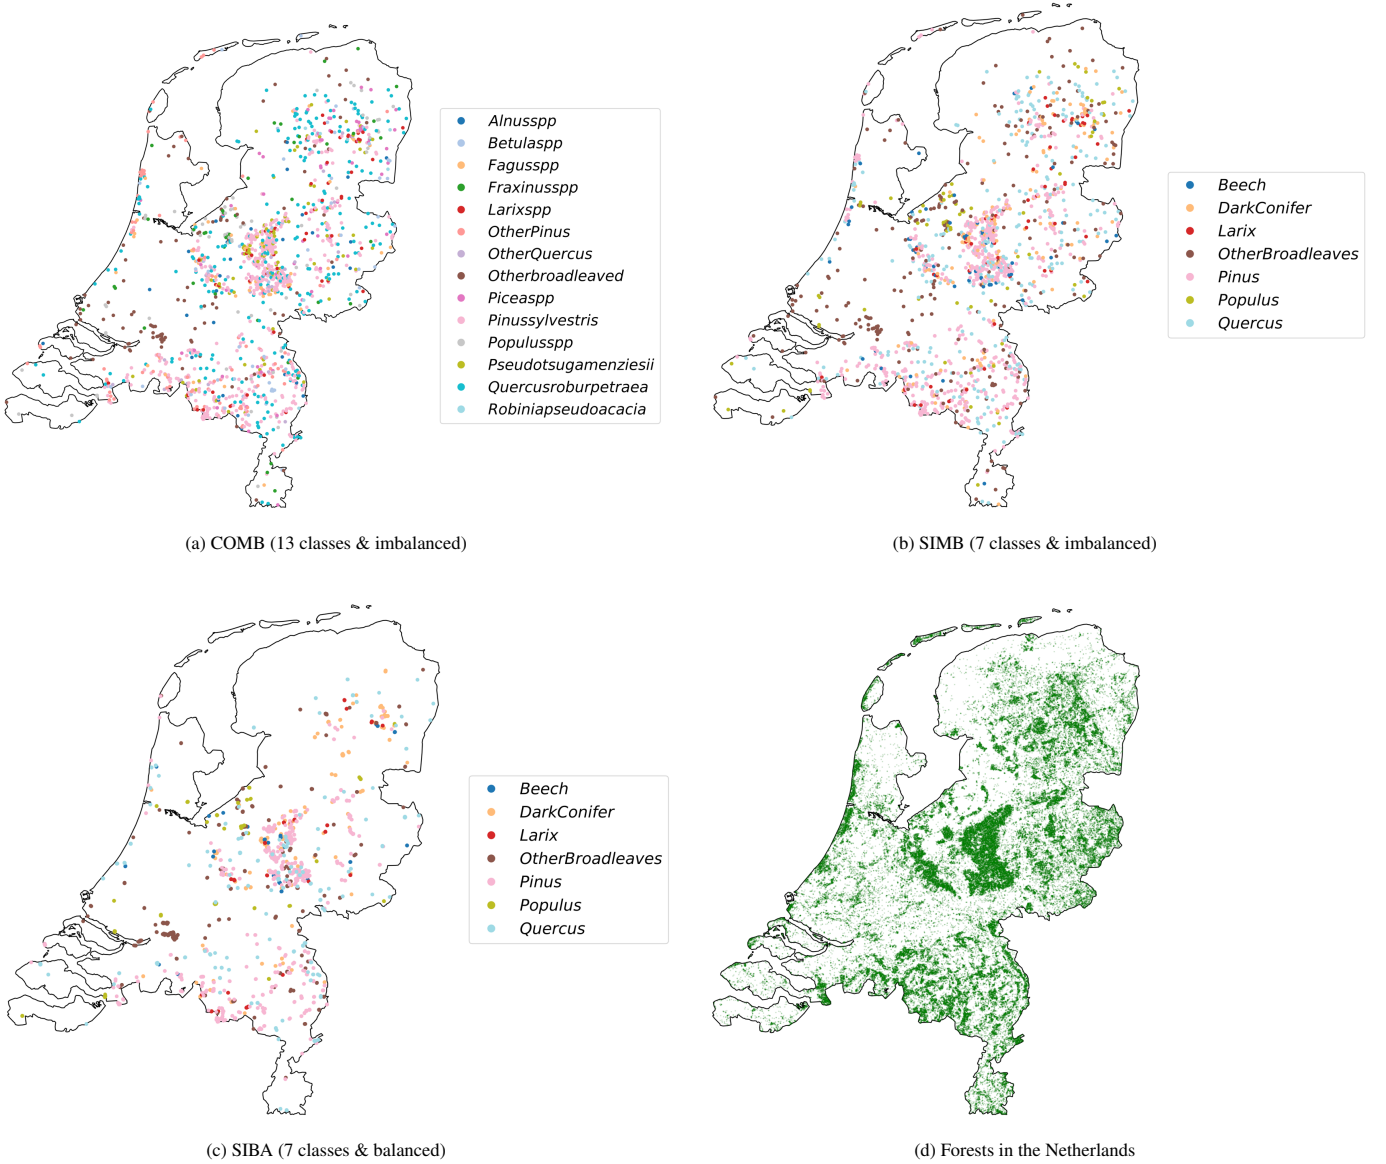 Alnusspp
Betulaspp
Fagusspp
Fraxinusspp
Larixspp
OtherPinus
OtherQuercus
Otherbroadleaved
Piceaspp
Pinussylvestris
Populusspp
Pseudotsugamenziesii
Quercusroburpetraea
Robiniapseudoacacia
(a) COMB (13 classes & imbalanced)
Beech
DarkConifer
Larix
OtherBroadleaves
Pinus
Populus
Quercus
(b) SIMB (7 classes & imbalanced)
Beech
DarkConifer
Larix
OtherBroadleaves
Pinus
Populus
Quercus
(c) SIBA (7 classes & balanced)
(d) Forests in the Netherlands